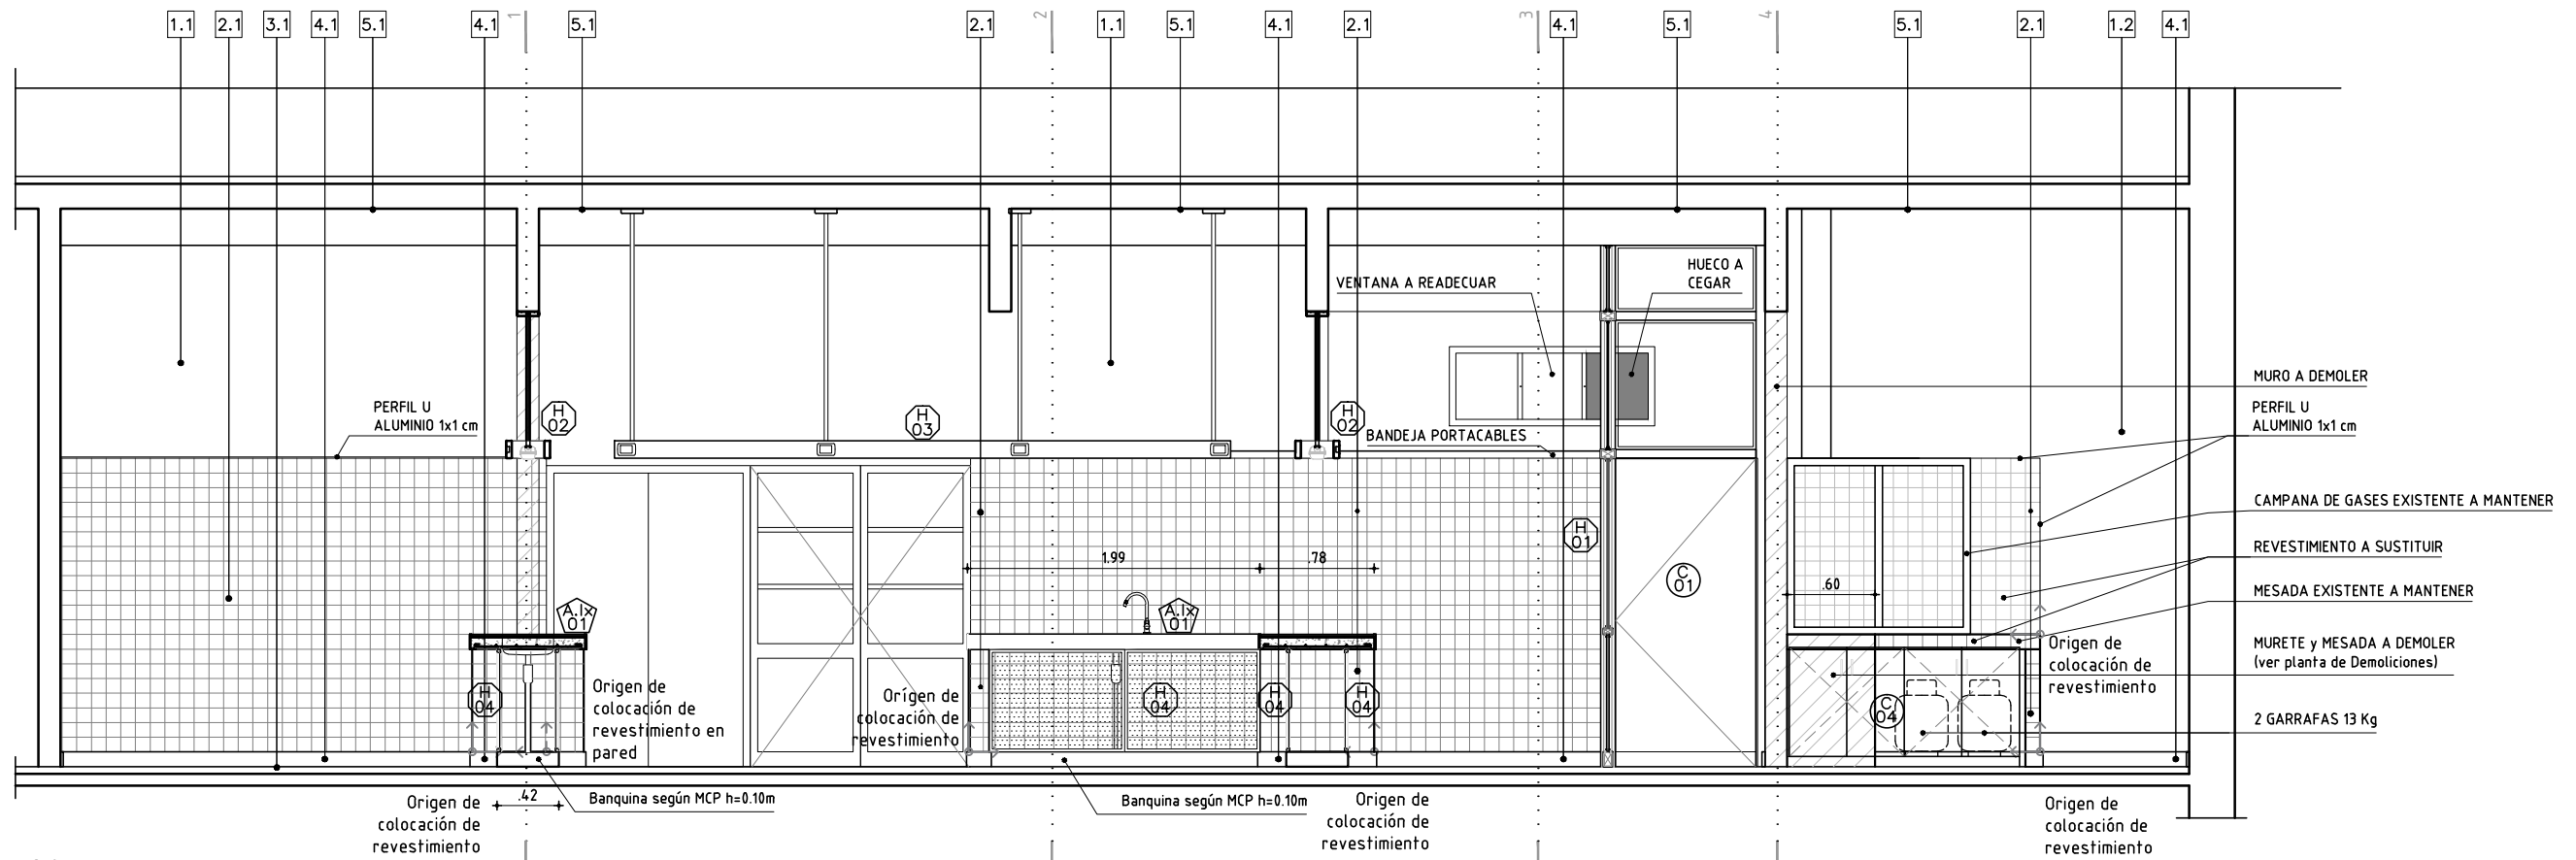 1.1 2.1 3.1 4.1 5.1 4.1 1 5.1 2.1 2 1.1 5.1 4.1 2.1 3 4.1 5.1 4 5.1 2.1 1.2 4.1
VENTANA A READECUAR
HUECO A
CEGAR
MURO A DEMOLER
PERFIL U
ALUMINIO 1x1 cm
H
02
H
03
H
02
BANDEJA PORTACABLES
PERFIL U
ALUMINIO 1x1 cm
CAMPANA DE GASES EXISTENTE A MANTENER
H
01
REVESTIMIENTO A SUSTITUIR
1.99
.78
C
01
.60
MESADA EXISTENTE A MANTENER
A.Ix
01
A.Ix
01
MURETE y MESADA A DEMOLER
(ver planta de Demoliciones)
Origen de
colocación de
revestimiento
H
04
Origen de
colocación de
revestimiento en
pared
Orígen de
colocación de
revestimiento
H
04
H
04
H
04
C
04
2 GARRAFAS 13 Kg
Origen de
colocación de
revestimiento
.42
Banquina según MCP h=0.10m
Banquina según MCP h=0.10m
Origen de
colocación de
revestimiento
Origen de
colocación de
revestimiento